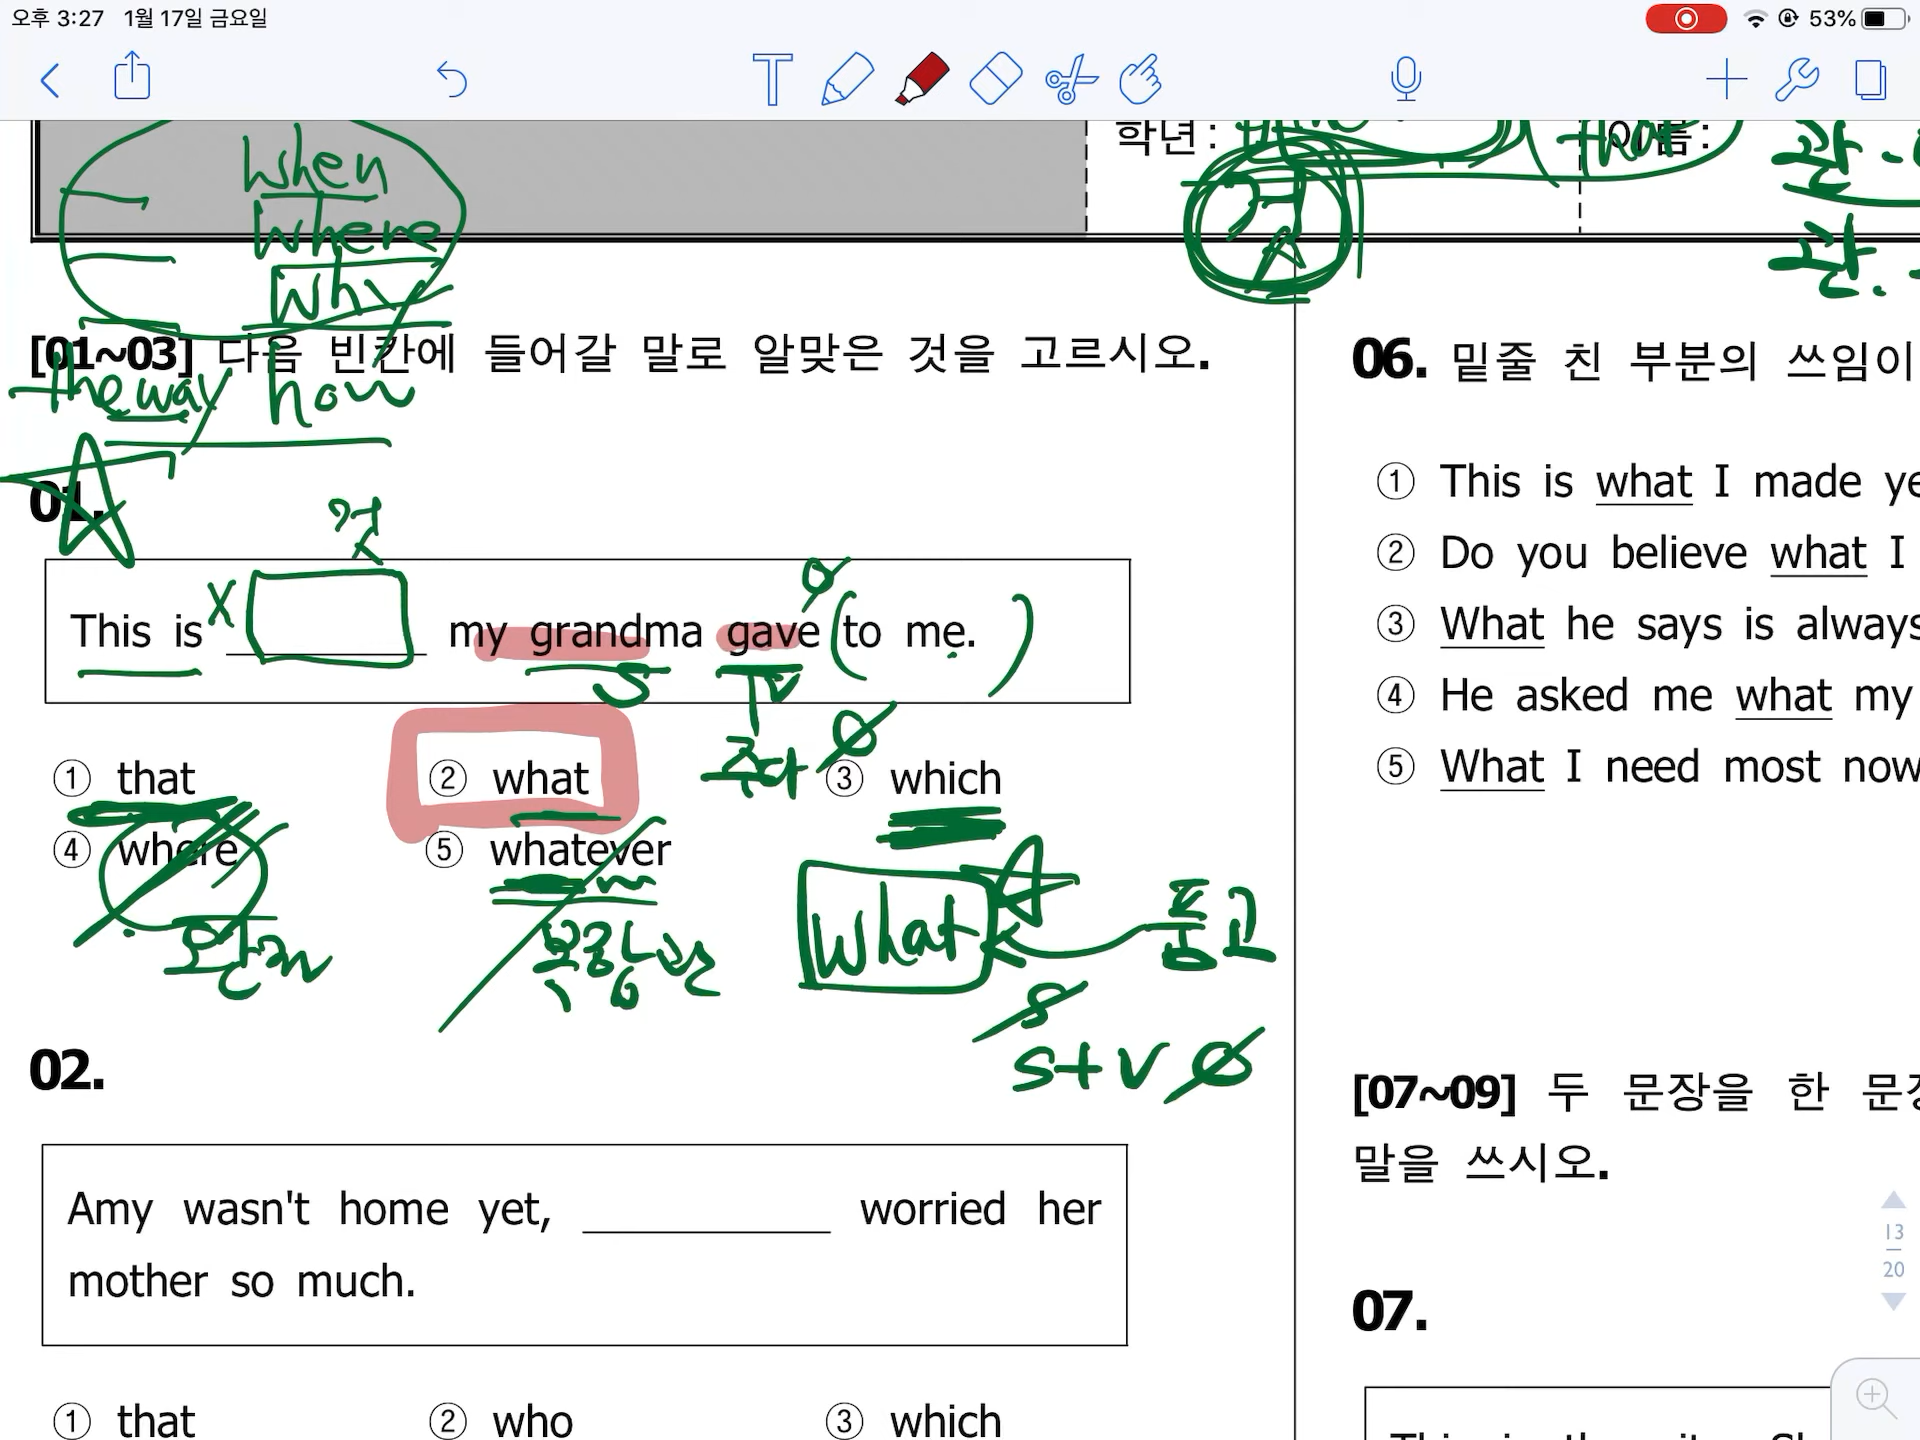 오후 3:27 1월 17일 금요일
53%
학년: 이름:
when
where
why
the way how
[01~03] 다음 빈칸에 들어갈 말로 알맞은 것을 고르시오.
01.
것
This is ____ my grandma gave (to me. )
X
S V
주다
① that ② what ③ which
④ where ⑤ whatever
완전
복합관
what
S
S+V
02.
Amy wasn't home yet, ____ worried her
mother so much.
① that ② who ③ which
06. 밑줄 친 부분의 쓰임이
① This is what I made ye
② Do you believe what I
③ What he says is always
④ He asked me what my
⑤ What I need most now
[07~09] 두 문장을 한 문장
말을 쓰시오.
07.
13
20